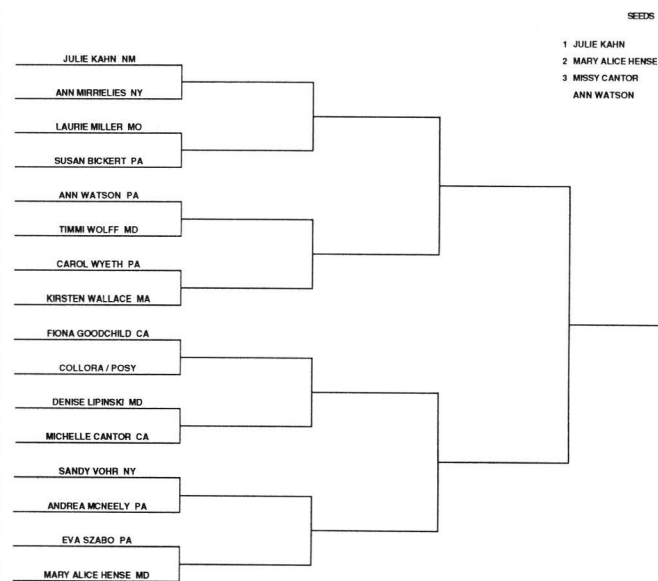 SEEDS
1 JULIE KAHN
2 MARY ALICE HENSE
3 MISSY CANTOR
ANN WATSON
JULIE KAHN NM
ANN MIRRIELIES NY
LAURIE MILLER MO
SUSAN BICKERT PA
ANN WATSON PA
TIMMI WOLFF MD
CAROL WYETH PA
KIRSTEN WALLACE MA
FIONA GOODCHILD CA
COLLORA / POSY
DENISE LIPINSKI MD
MICHELLE CANTOR CA
SANDY VOHR NY
ANDREA MCNEELY PA
EVA SZABO PA
MARY ALICE HENSE MD